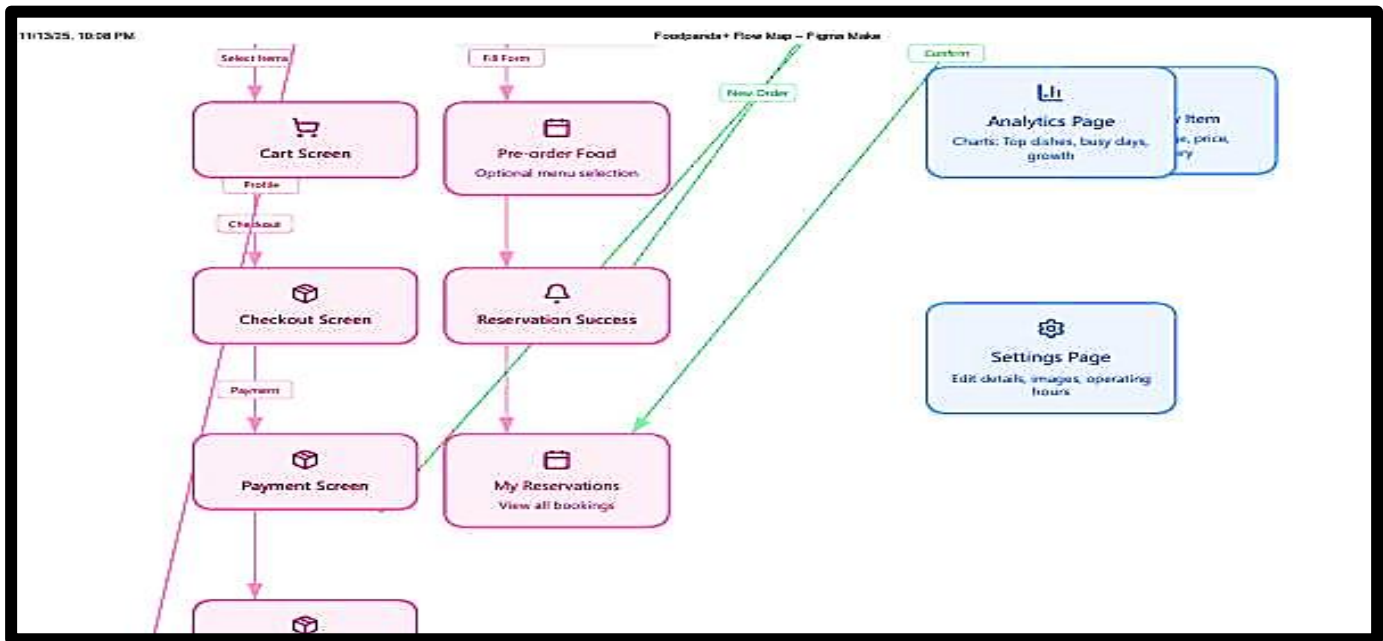 11/13/25, 10:08 PM
Foodpanda+ Flow Map – Figma Make
Select Items
Fill Form
Confirm
New Order
Cart Screen
Pre-order Food
Optional menu selection
Analytics Page
Charts: Top dishes, busy days,
growth
Item
price,
Profile
Checkout
Checkout Screen
Reservation Success
Settings Page
Edit details, images, operating
hours
Payment
Payment Screen
My Reservations
View all bookings